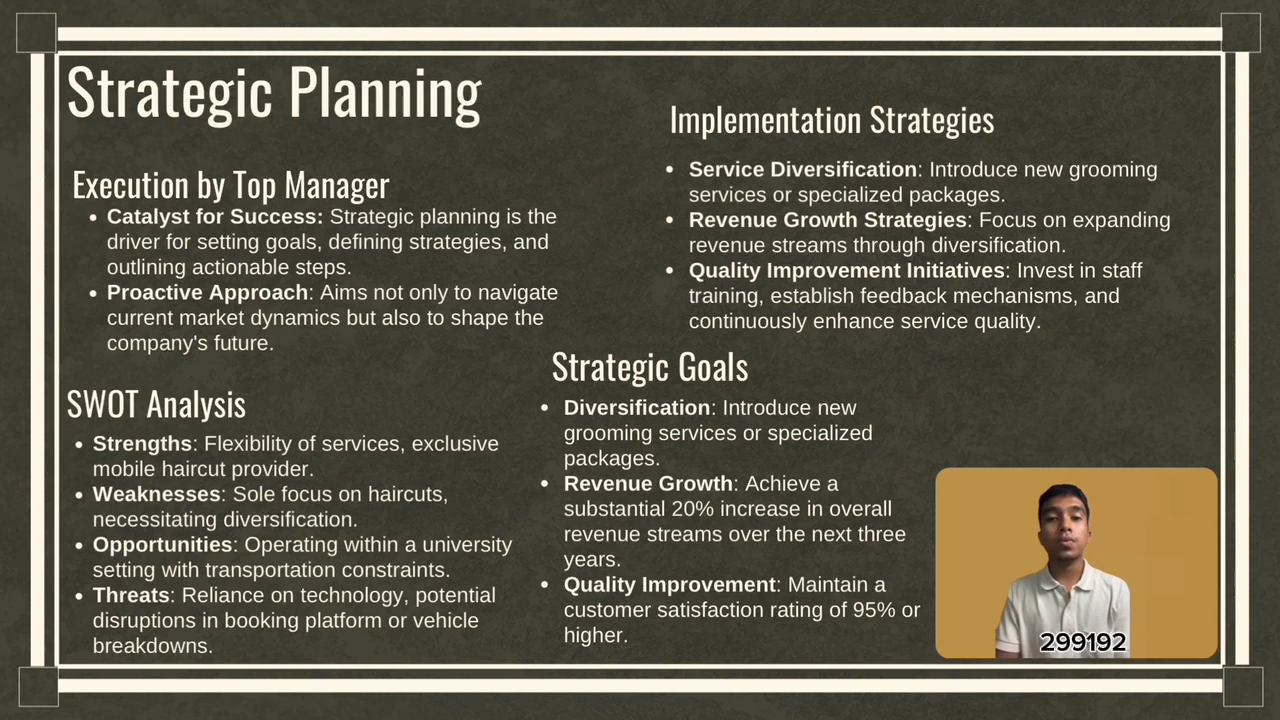 Strategic Planning
Execution by Top Manager
• Catalyst for Success: Strategic planning is the
driver for setting goals, defining strategies, and
outlining actionable steps.
• Proactive Approach: Aims not only to navigate
current market dynamics but also to shape the
company's future.
SWOT Analysis
• Strengths: Flexibility of services, exclusive
mobile haircut provider.
• Weaknesses: Sole focus on haircuts,
necessitating diversification.
• Opportunities: Operating within a university
setting with transportation constraints.
• Threats: Reliance on technology, potential
disruptions in booking platform or vehicle
breakdowns.
Implementation Strategies
• Service Diversification: Introduce new grooming
services or specialized packages.
• Revenue Growth Strategies: Focus on expanding
revenue streams through diversification.
• Quality Improvement Initiatives: Invest in staff
training, establish feedback mechanisms, and
continuously enhance service quality.
Strategic Goals
• Diversification: Introduce new
grooming services or specialized
packages.
• Revenue Growth: Achieve a
substantial 20% increase in overall
revenue streams over the next three
years.
• Quality Improvement: Maintain a
customer satisfaction rating of 95% or
higher.
299192